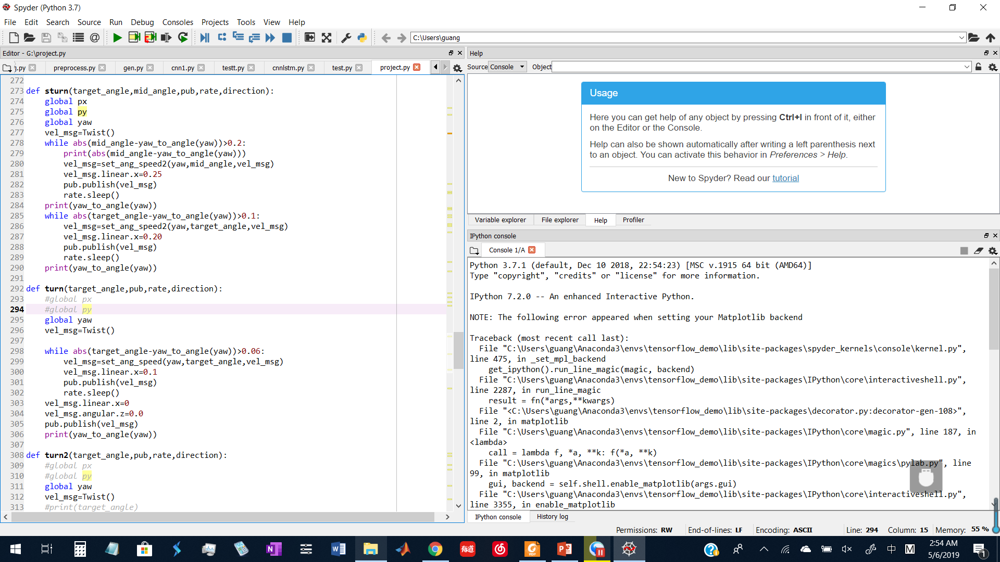 Spyder (Python 3.7)
File Edit Search Source Run Debug Consoles Projects Tools View Help
C:\Users\guang
Editor - G:\project.py
j.py preprocess.py gen.py cnn1.py testt.py cnnlstm.py test.py project.py
272
273 def sturn(target_angle,mid_angle,pub,rate,direction):
274 global px
275 global py
276 global yaw
277 vel_msg=Twist()
278 while abs(mid_angle-yaw_to_angle(yaw))>0.2:
279 print(abs(mid_angle-yaw_to_angle(yaw)))
280 vel_msg=set_ang_speed2(yaw,mid_angle,vel_msg)
281 vel_msg.linear.x=0.25
282 pub.publish(vel_msg)
283 rate.sleep()
284 print(yaw_to_angle(yaw))
285 while abs(target_angle-yaw_to_angle(yaw))>0.1:
286 vel_msg=set_ang_speed2(yaw,target_angle,vel_msg)
287 vel_msg.linear.x=0.20
288 pub.publish(vel_msg)
289 rate.sleep()
290 print(yaw_to_angle(yaw))
291
292 def turn(target_angle,pub,rate,direction):
293 #global px
294 #global py
295 global yaw
296 vel_msg=Twist()
297
298 while abs(target_angle-yaw_to_angle(yaw))>0.06:
299 vel_msg=set_ang_speed(yaw,target_angle,vel_msg)
300 vel_msg.linear.x=0.1
301 pub.publish(vel_msg)
302 rate.sleep()
303 vel_msg.linear.x=0
304 vel_msg.angular.z=0.0
305 pub.publish(vel_msg)
306 print(yaw_to_angle(yaw))
307
308 def turn2(target_angle,pub,rate,direction):
309 #global px
310 #global py
311 global yaw
312 vel_msg=Twist()
313 #print(target_angle)
Help
Source Console Object
Usage
Here you can get help of any object by pressing Ctrl+I in front of it, either
on the Editor or the Console.
Help can also be shown automatically after writing a left parenthesis next
to an object. You can activate this behavior in Preferences > Help.
New to Spyder? Read our tutorial
Variable explorer File explorer Help Profiler
IPython console
Console 1/A
Python 3.7.1 (default, Dec 10 2018, 22:54:23) [MSC v.1915 64 bit (AMD64)]
Type "copyright", "credits" or "license" for more information.
IPython 7.2.0 -- An enhanced Interactive Python.
NOTE: The following error appeared when setting your Matplotlib backend
Traceback (most recent call last):
File "C:\Users\guang\Anaconda3\envs\tensorflow_demo\lib\site-packages\spyder_kernels\console\kernel.py",
line 475, in _set_mpl_backend
get_ipython().run_line_magic(magic, backend)
File "C:\Users\guang\Anaconda3\envs\tensorflow_demo\lib\site-packages\IPython\core\interactiveshell.py",
line 2287, in run_line_magic
result = fn(*args,**kwargs)
File "<C:\Users\guang\Anaconda3\envs\tensorflow_demo\lib\site-packages\decorator.py:decorator-gen-108>",
line 2, in matplotlib
File "C:\Users\guang\Anaconda3\envs\tensorflow_demo\lib\site-packages\IPython\core\magic.py", line 187, in
<lambda>
call = lambda f, *a, **k: f(*a, **k)
File "C:\Users\guang\Anaconda3\envs\tensorflow_demo\lib\site-packages\IPython\core\magics\pylab.py", line
99, in matplotlib
gui, backend = self.shell.enable_matplotlib(args.gui)
File "C:\Users\guang\Anaconda3\envs\tensorflow_demo\lib\site-packages\IPython\core\interactiveshell.py",
line 3355, in enable_matplotlib
IPython console History log
Permissions: RW End-of-lines: LF Encoding: ASCII Line: 294 Column: 15 Memory: 55 %
N W 有道 PDF P 中 M
2:54 AM
5/6/2019
1